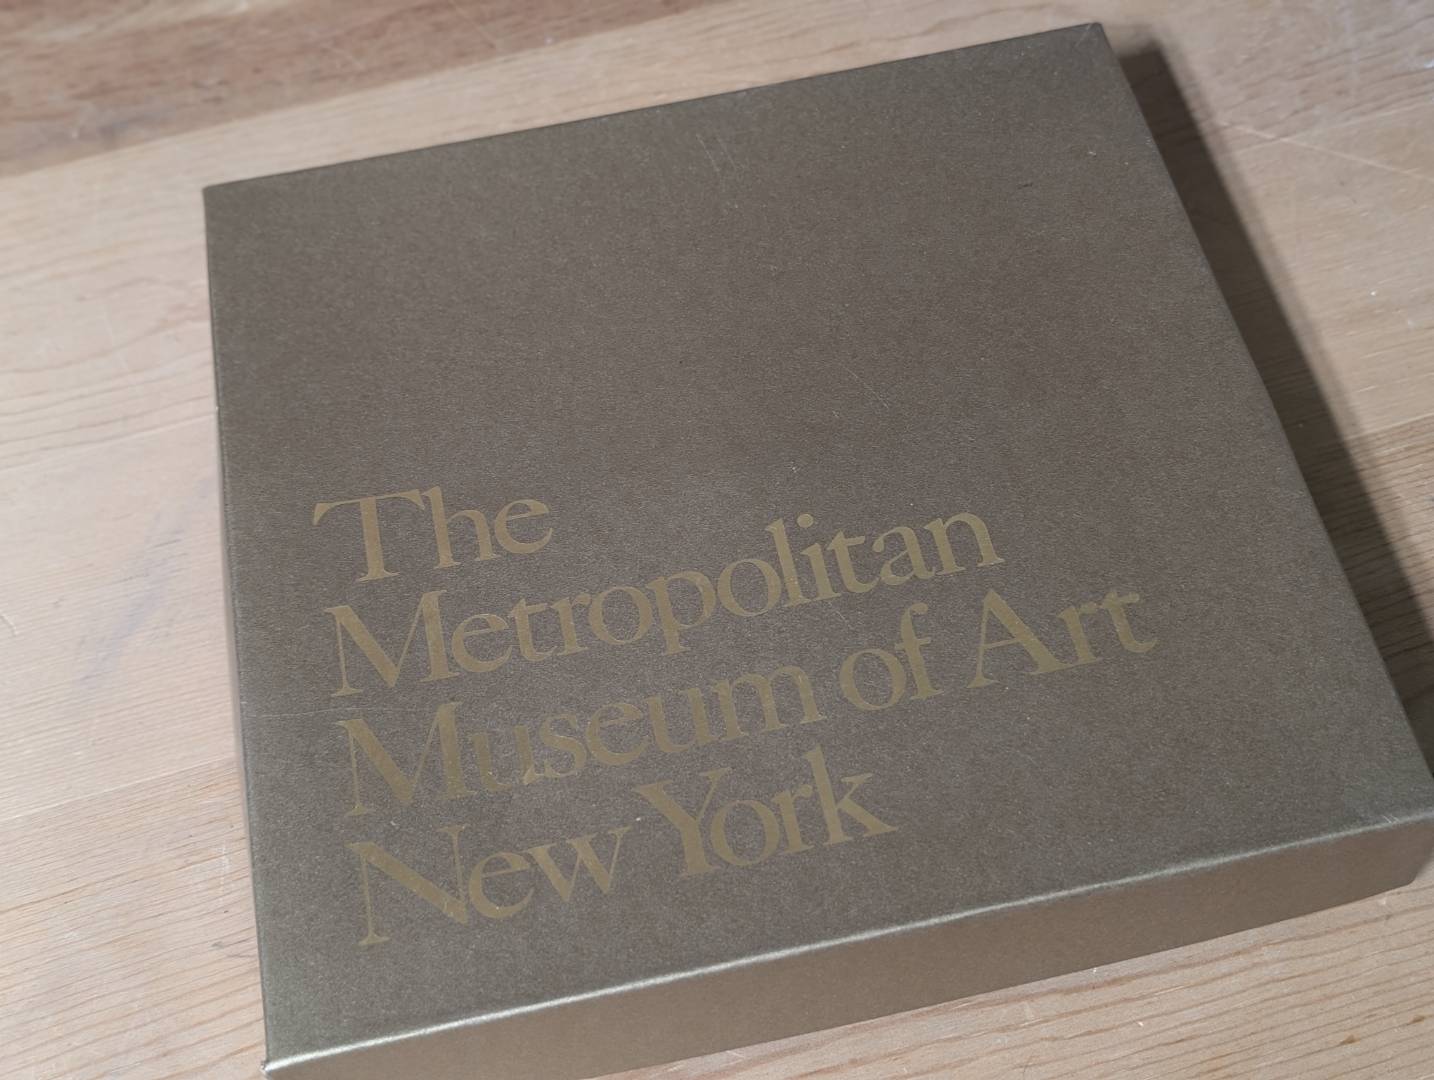 The
Metropolitan
Museum of Art
New York